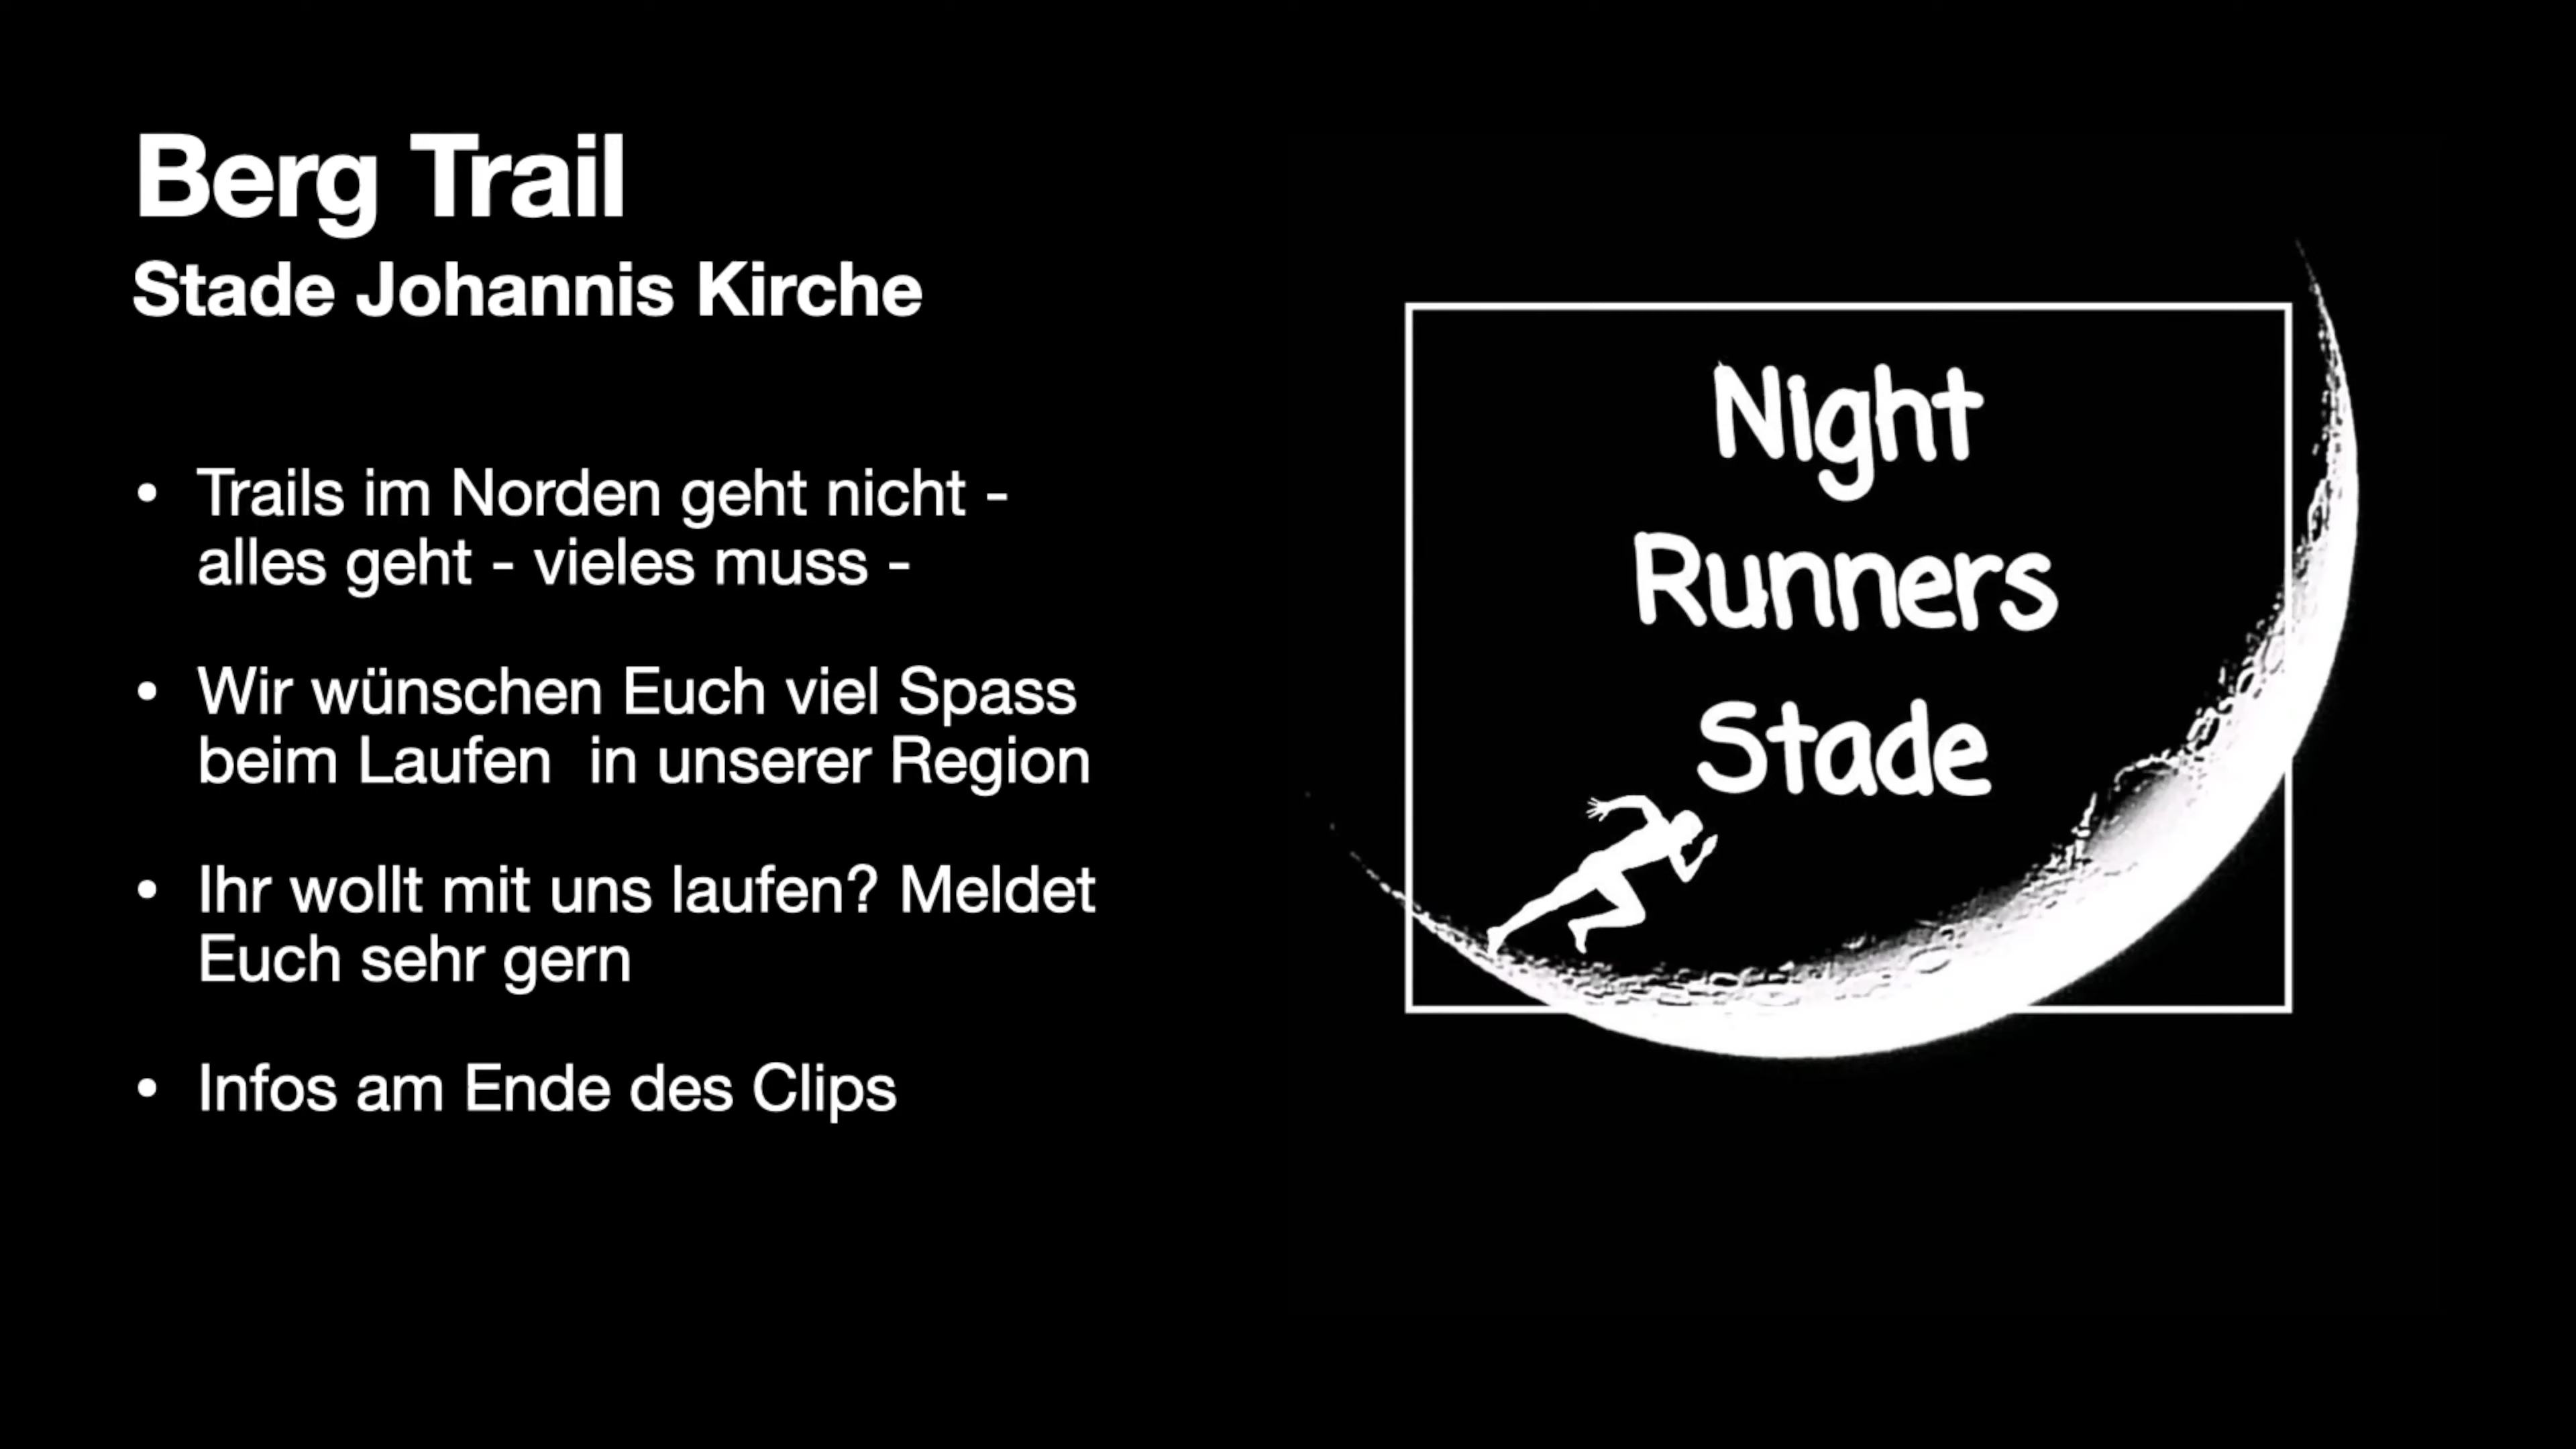 Berg Trail
Stade Johannis Kirche
• Trails im Norden geht nicht -
alles geht - vieles muss -
• Wir wünschen Euch viel Spass
beim Laufen  in unserer Region
• Ihr wollt mit uns laufen? Meldet
Euch sehr gern
• Infos am Ende des Clips
Night
Runners
Stade